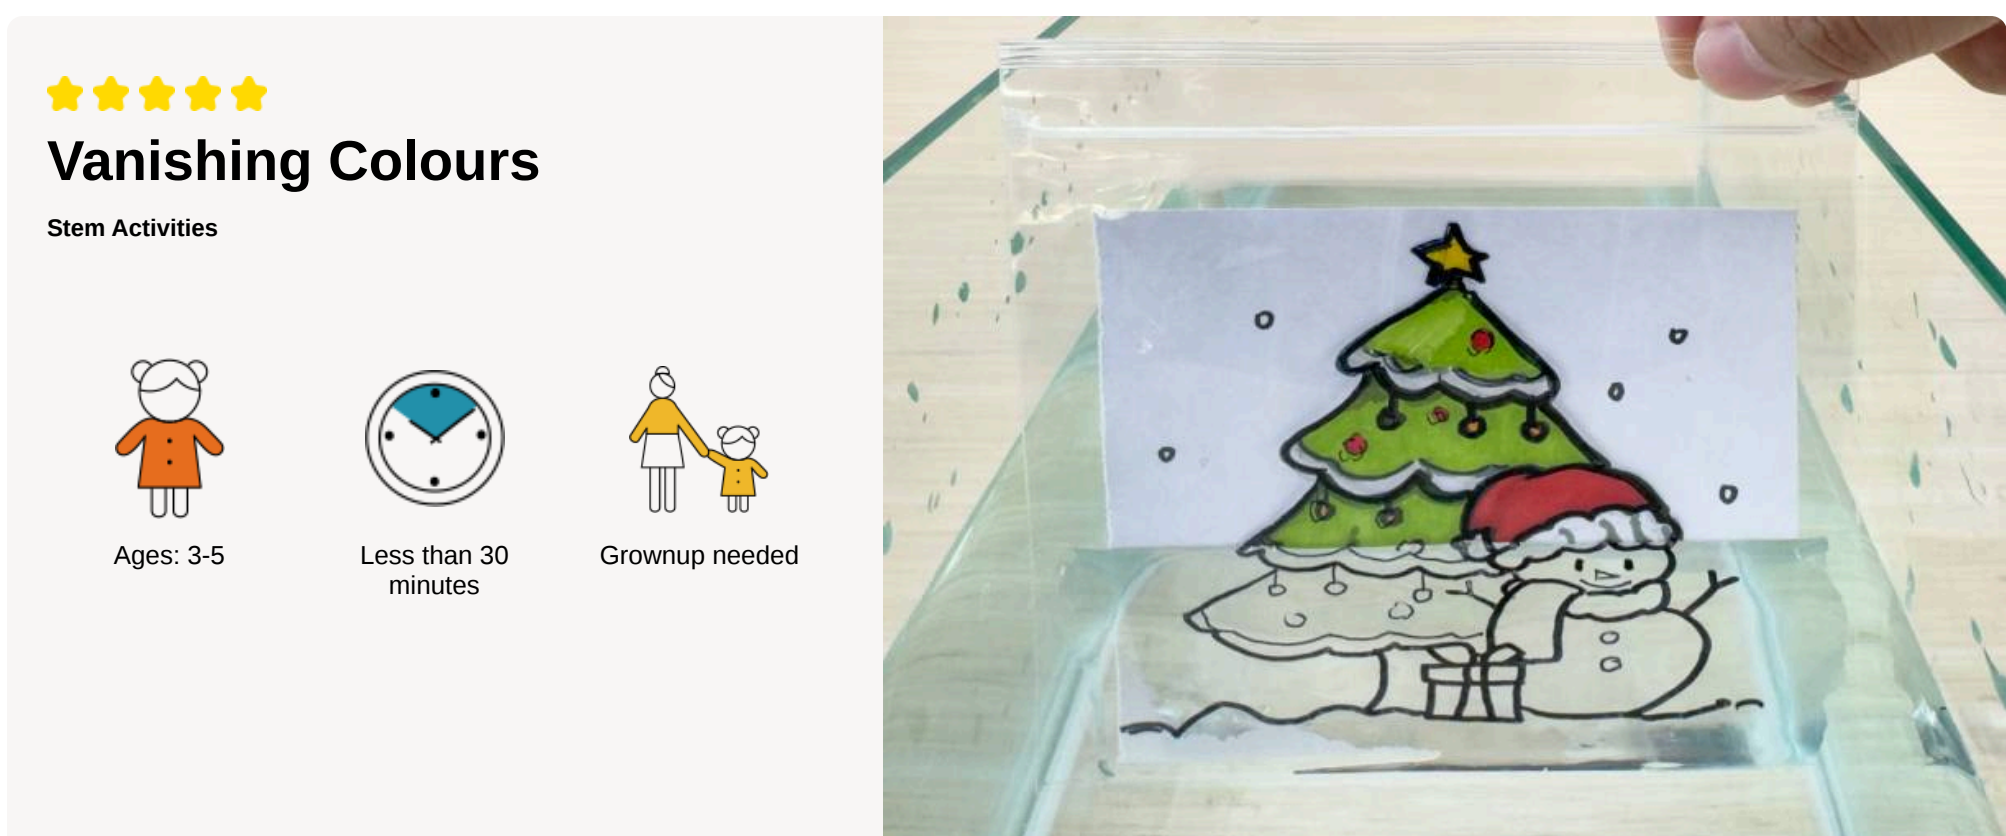 Vanishing Colours
Stem Activities
Ages: 3-5
Less than 30
minutes
Grownup needed